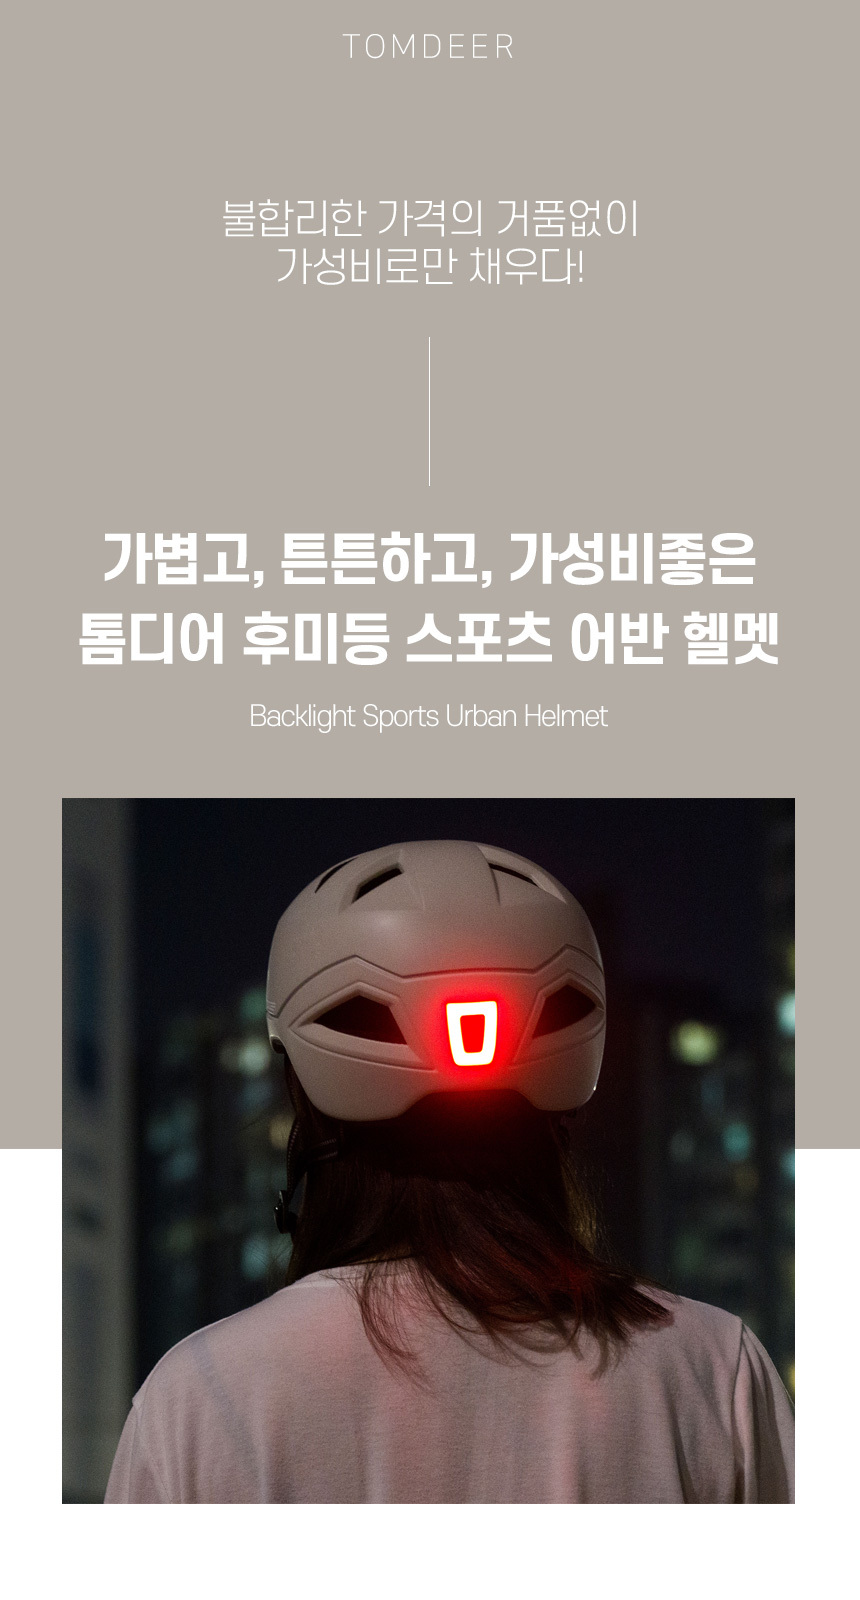 TOMDEER
불합리한 가격의 거품없이
가성비로만 채우다!
가볍고, 튼튼하고, 가성비좋은
톰디어 후미등 스포츠 어반 헬멧
Backlight Sports Urban Helmet